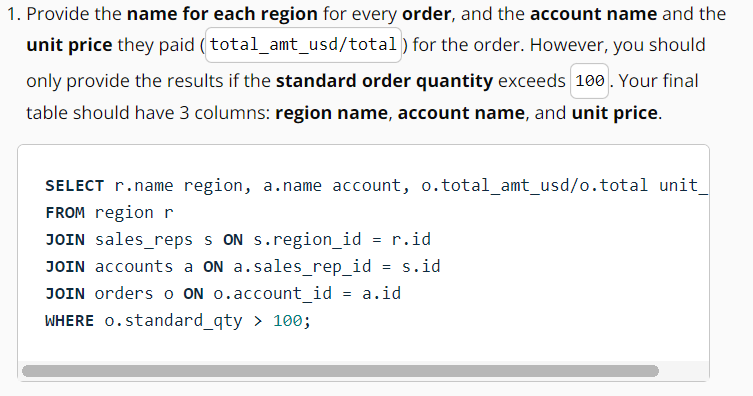 1. Provide the name for each region for every order, and the account name and the
unit price they paid (total_amt_usd/total) for the order. However, you should
only provide the results if the standard order quantity exceeds 100. Your final
table should have 3 columns: region name, account name, and unit price.
SELECT r.name region, a.name account, o.total_amt_usd/o.total unit_
FROM region r
JOIN sales_reps s ON s.region_id = r.id
JOIN accounts a ON a.sales_rep_id = s.id
JOIN orders o ON o.account_id = a.id
WHERE o.standard_qty > 100;